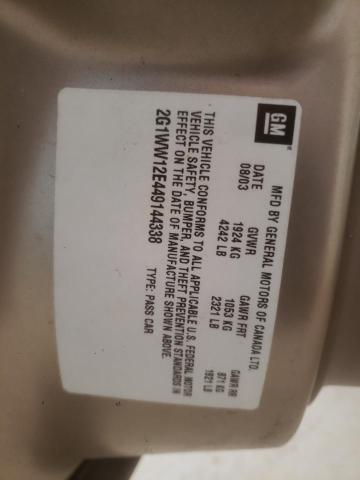 GM
MFD BY GENERAL MOTORS OF CANADA LTD.
DATE GVWR GAWR FRT GAWR RR
08/03 1924 KG 1053 KG 871 KG
4242 LB 2321 LB 1921 LB
THIS VEHICLE CONFORMS TO ALL APPLICABLE U.S. FEDERAL MOTOR
VEHICLE SAFETY, BUMPER, AND THEFT PREVENTION STANDARDS IN
EFFECT ON THE DATE OF MANUFACTURE SHOWN ABOVE.
2G1WW12E449144338 TYPE: PASS CAR